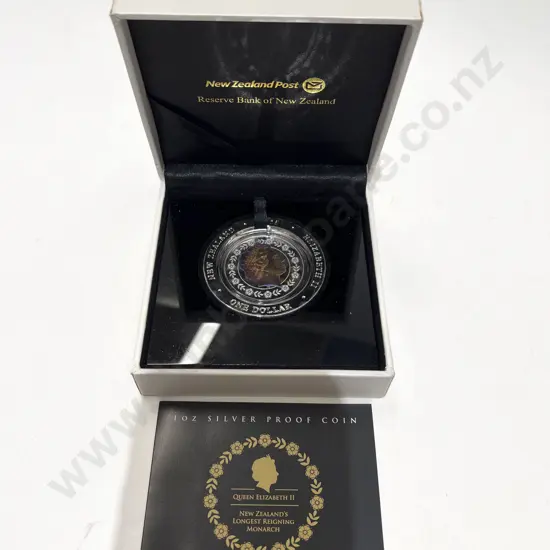 New Zealand Post
Reserve Bank of New Zealand
NEW ZEALAND
ELIZABETH II
ONE DOLLAR
1OZ SILVER PROOF COIN
QUEEN ELIZABETH II
NEW ZEALAND'S
LONGEST REIGNING
MONARCH